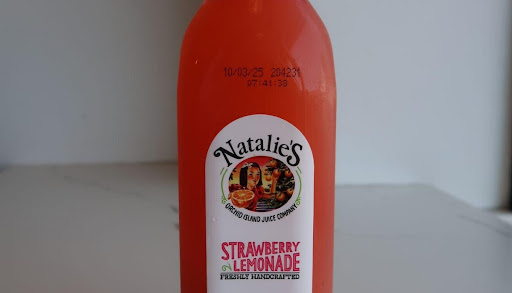 10/03/25 204231
07:41:38
Natalie's
ORCHID ISLAND JUICE COMPANY
STRAWBERRY
LEMONADE
FRESHLY HANDCRAFTED